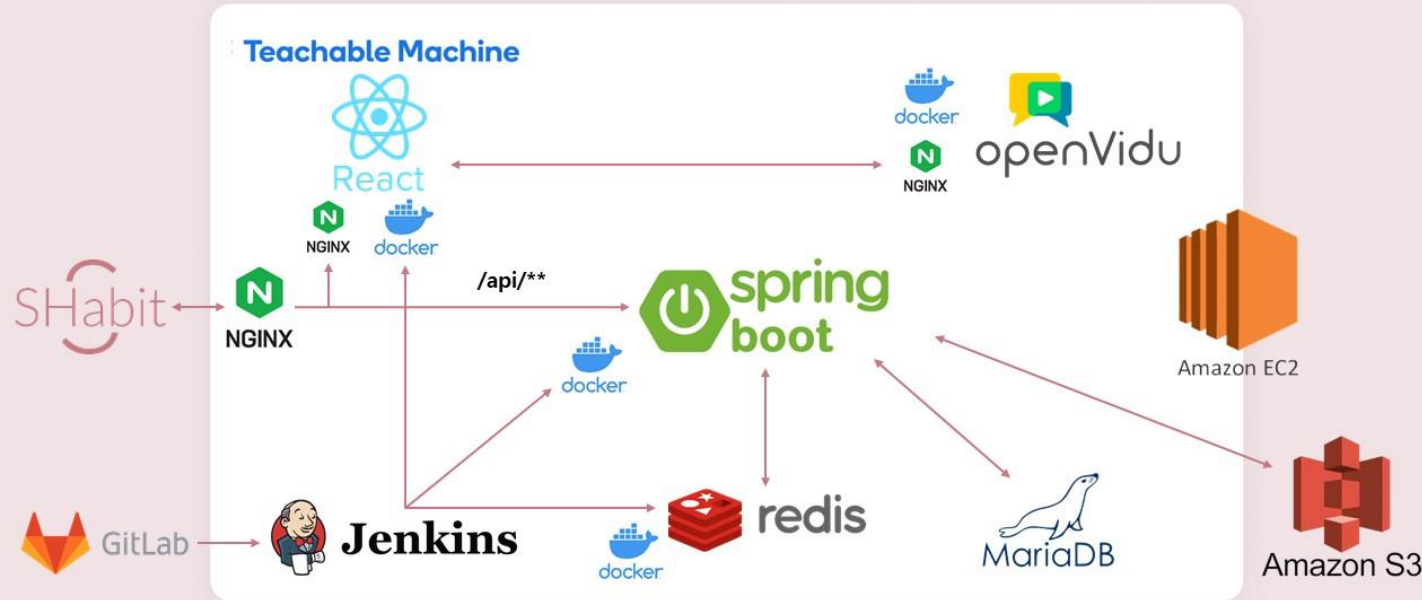 Teachable Machine
React
NGINX
docker
docker
NGINX
openVidu
SHabit
NGINX
/api/**
spring
boot
docker
Amazon EC2
GitLab
Jenkins
docker
redis
MariaDB
Amazon S3